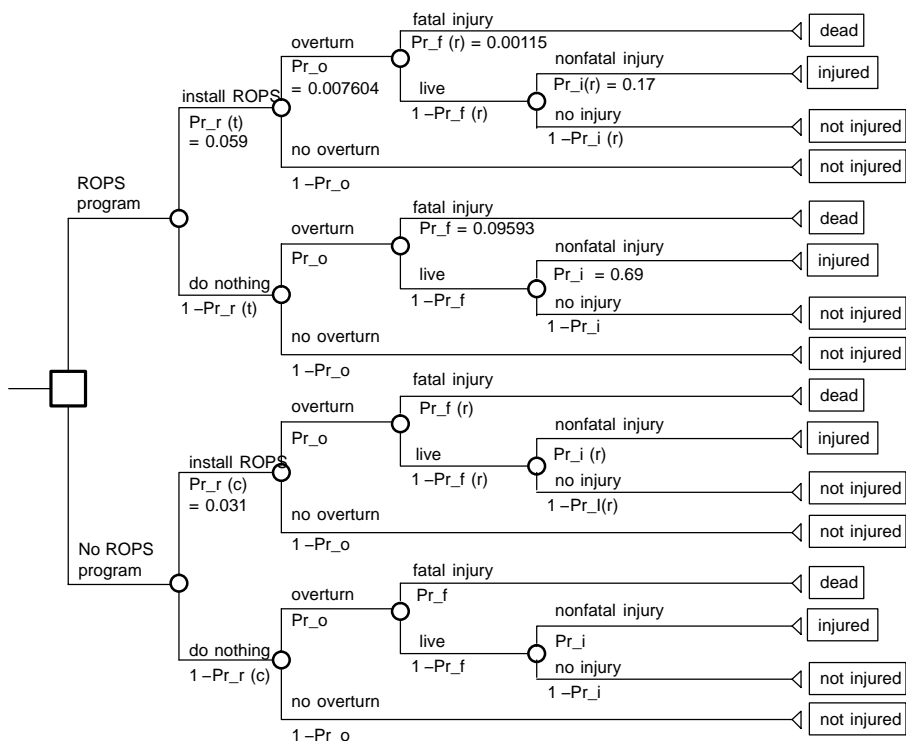 fatal injury
dead
overturn
Pr_f (r) = 0.00115
nonfatal injury
Pr_o
= 0.007604
live
Pr_i(r) = 0.17
injured
install ROPS
1 –Pr_f (r)
no injury
Pr_r (t)
= 0.059
1 –Pr_i (r)
not injured
no overturn
not injured
1 –Pr_o
ROPS
program
fatal injury
dead
overturn
Pr_f = 0.09593
nonfatal injury
Pr_o
live
Pr_i = 0.69
injured
do nothing
1 –Pr_f
no injury
1 –Pr_r (t)
1 –Pr_i
not injured
no overturn
not injured
1 –Pr_o
fatal injury
dead
overturn
Pr_f (r)
nonfatal injury
Pr_o
live
Pr_i (r)
injured
install ROPS
1 –Pr_f (r)
no injury
Pr_r (c)
= 0.031
1 –Pr_I(r)
not injured
no overturn
not injured
1 –Pr_o
No ROPS
program
fatal injury
dead
overturn
Pr_f
nonfatal injury
Pr_o
live
Pr_i
injured
do nothing
1 –Pr_f
no injury
1 –Pr_r (c)
1 –Pr_i
not injured
no overturn
not injured
1 –Pr_o